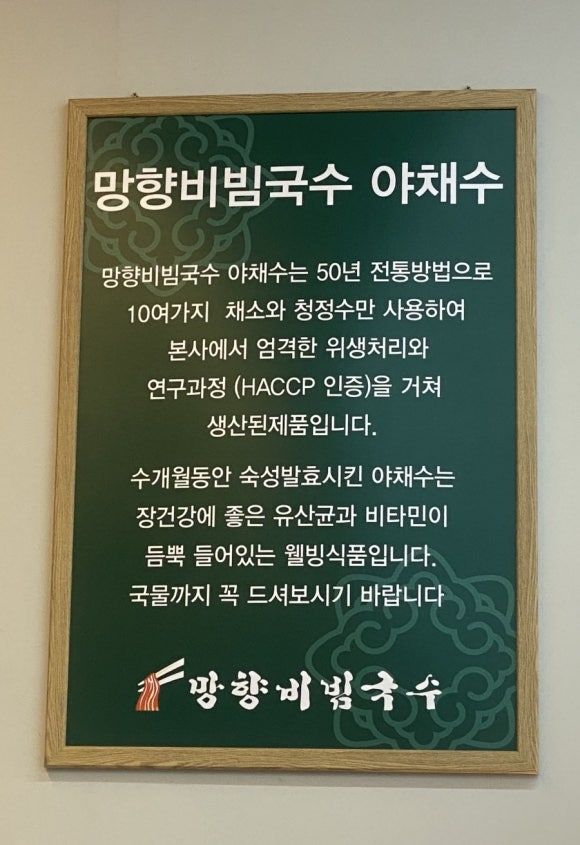 망향비빔국수 야채수
망향비빔국수 야채수는 50년 전통방법으로
10여가지 채소와 청정수만 사용하여
본사에서 엄격한 위생처리와
연구과정 (HACCP 인증)을 거쳐
생산된제품입니다.
수개월동안 숙성발효시킨 야채수는
장건강에 좋은 유산균과 비타민이
듬뿍 들어있는 웰빙식품입니다.
국물까지 꼭 드셔보시기 바랍니다
망향비빔국수